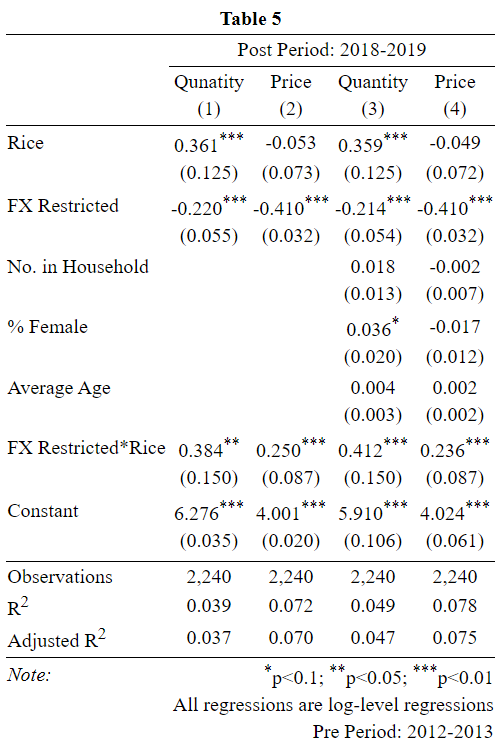 Table 5
Post Period: 2018-2019
Qunatity Price Quantity Price
(1) (2) (3) (4)
Rice 0.361*** -0.053 0.359*** -0.049
(0.125) (0.073) (0.125) (0.072)
FX Restricted -0.220*** -0.410*** -0.214*** -0.410***
(0.055) (0.032) (0.054) (0.032)
No. in Household 0.018 -0.002
(0.013) (0.007)
% Female 0.036* -0.017
(0.020) (0.012)
Average Age 0.004 0.002
(0.003) (0.002)
FX Restricted*Rice 0.384** 0.250*** 0.412*** 0.236***
(0.150) (0.087) (0.150) (0.087)
Constant 6.276*** 4.001*** 5.910*** 4.024***
(0.035) (0.020) (0.106) (0.061)
Observations 2,240 2,240 2,240 2,240
R2 0.039 0.072 0.049 0.078
Adjusted R2 0.037 0.070 0.047 0.075
Note: *p<0.1; **p<0.05; ***p<0.01
All regressions are log-level regressions
Pre Period: 2012-2013